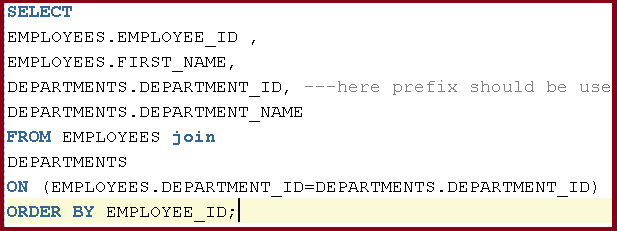 SELECT
EMPLOYEES.EMPLOYEE_ID ,
EMPLOYEES.FIRST_NAME,
DEPARTMENTS.DEPARTMENT_ID, ---here prefix should be use
DEPARTMENTS.DEPARTMENT_NAME
FROM EMPLOYEES join
DEPARTMENTS
ON (EMPLOYEES.DEPARTMENT_ID=DEPARTMENTS.DEPARTMENT_ID)
ORDER BY EMPLOYEE_ID;